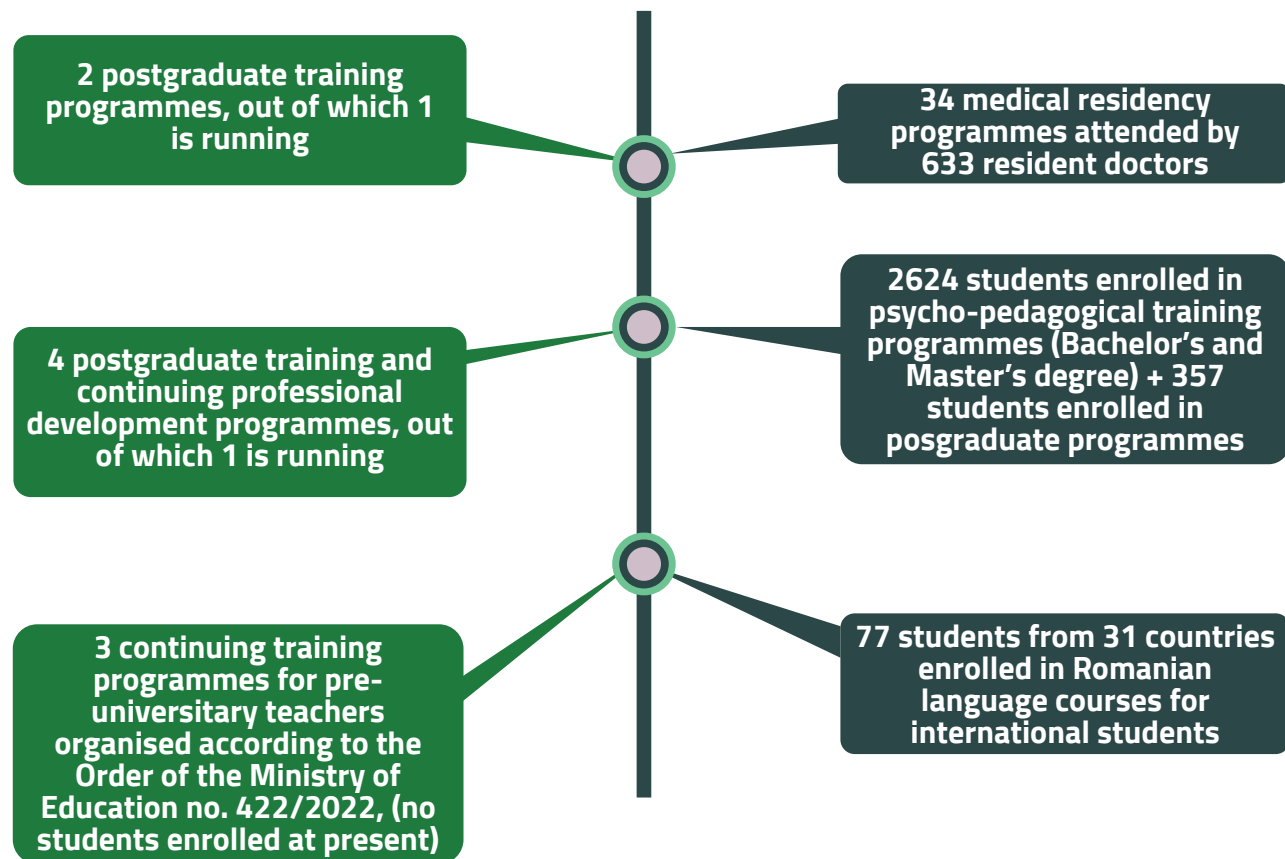 2 postgraduate training
programmes, out of which 1
is running
34 medical residency
programmes attended by
633 resident doctors
2624 students enrolled in
psycho-pedagogical training
programmes (Bachelor’s and
Master’s degree) + 357
students enrolled in
posgraduate programmes
4 postgraduate training and
continuing professional
development programmes, out
of which 1 is running
3 continuing training
programmes for pre-
universitary teachers
organised according to the
Order of the Ministry of
Education no. 422/2022, (no
students enrolled at present)
77 students from 31 countries
enrolled in Romanian
language courses for
international students